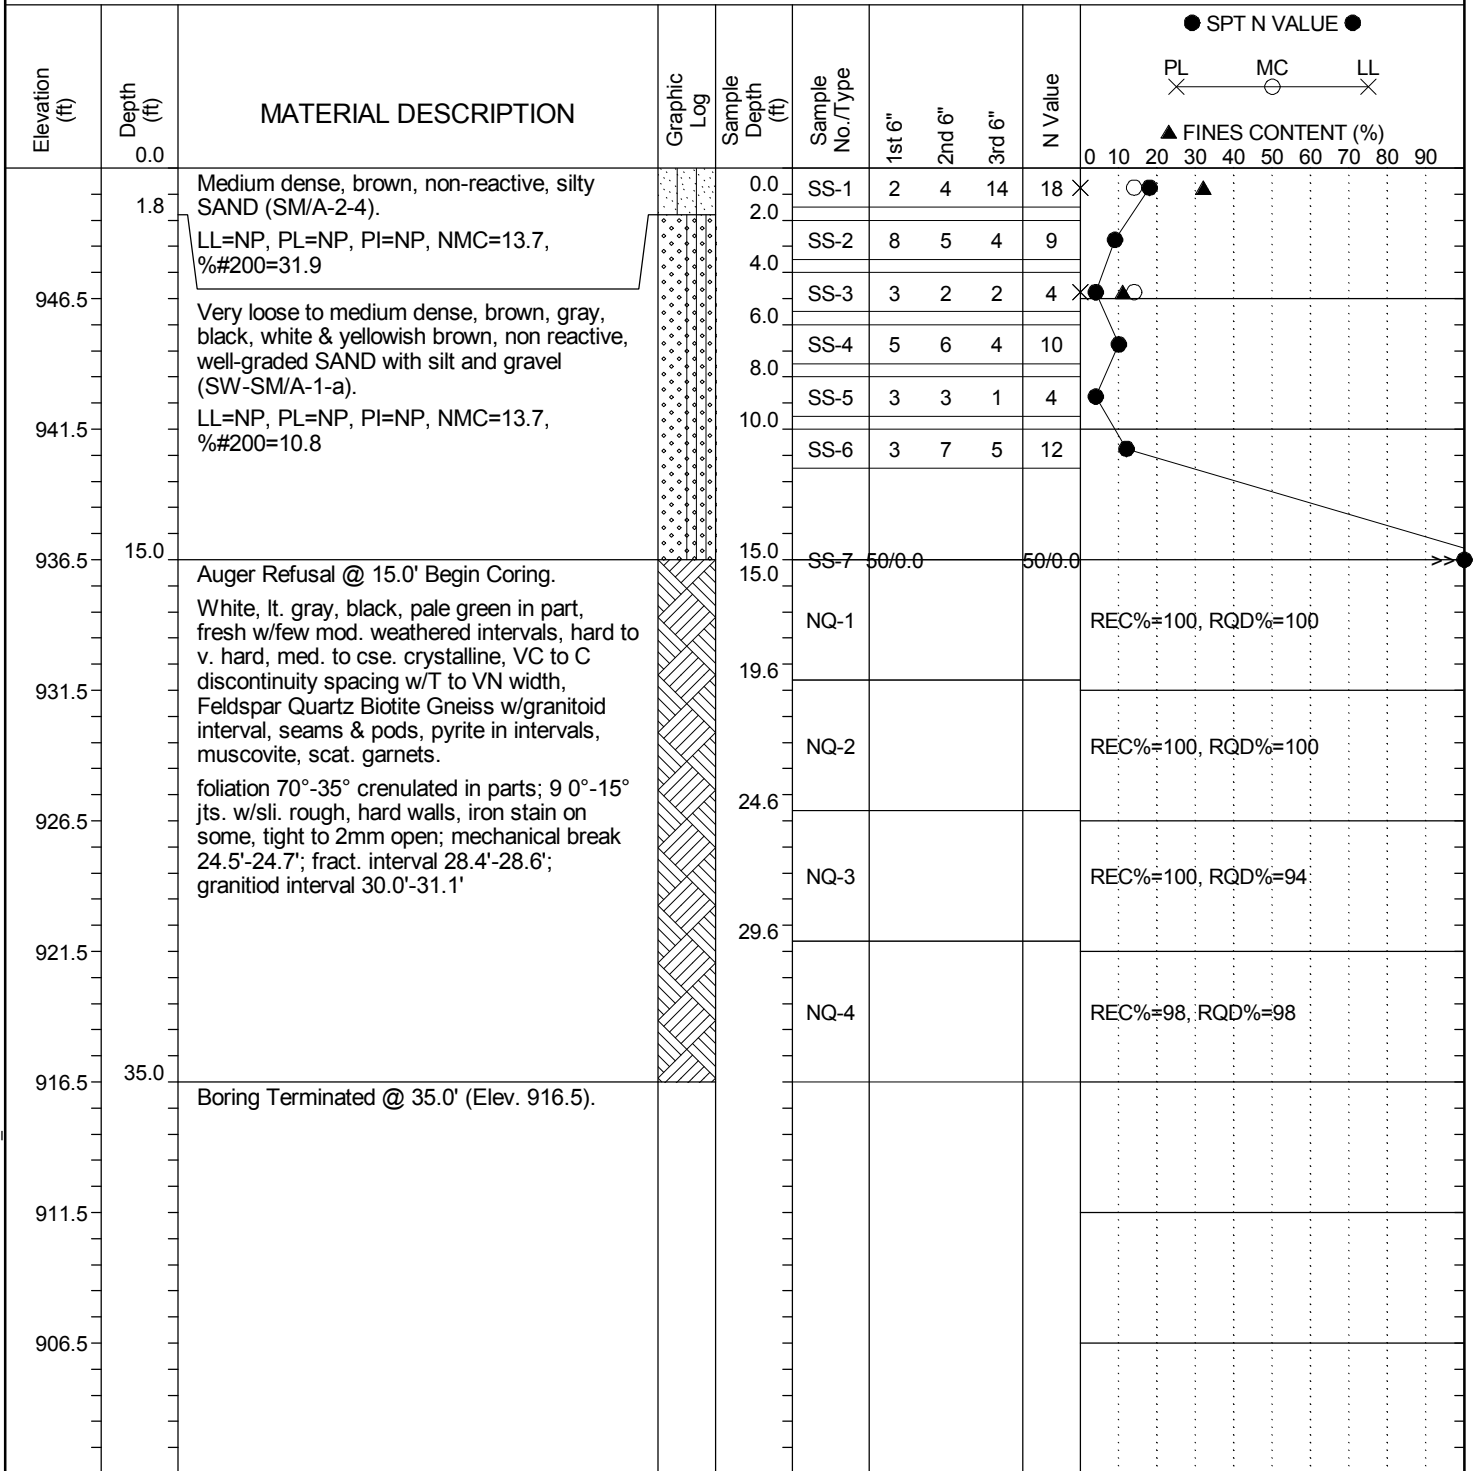 ● SPT N VALUE ●
PL MC LL
▲ FINES CONTENT (%)
Elevation (ft)
Depth (ft)
MATERIAL DESCRIPTION
Graphic Log
Sample Depth (ft)
Sample No./Type
1st 6"
2nd 6"
3rd 6"
N Value
0.0
0 10 20 30 40 50 60 70 80 90
Medium dense, brown, non-reactive, silty
SAND (SM/A-2-4).
1.8
LL=NP, PL=NP, PI=NP, NMC=13.7,
%#200=31.9
0.0 SS-1 2 4 14 18
2.0
SS-2 8 5 4 9
4.0
946.5
SS-3 3 2 2 4
Very loose to medium dense, brown, gray,
black, white & yellowish brown, non reactive,
well-graded SAND with silt and gravel
(SW-SM/A-1-a).
LL=NP, PL=NP, PI=NP, NMC=13.7,
%#200=10.8
6.0
SS-4 5 6 4 10
8.0
SS-5 3 3 1 4
941.5
10.0
SS-6 3 7 5 12
936.5
15.0
15.0
SS-7 50/0.0 50/0.0 >>
15.0
Auger Refusal @ 15.0' Begin Coring.
White, lt. gray, black, pale green in part,
fresh w/few mod. weathered intervals, hard to
v. hard, med. to cse. crystalline, VC to C
discontinuity spacing w/T to VN width,
Feldspar Quartz Biotite Gneiss w/granitoid
interval, seams & pods, pyrite in intervals,
muscovite, scat. garnets.
foliation 70°-35° crenulated in parts; 9 0°-15°
jts. w/sli. rough, hard walls, iron stain on
some, tight to 2mm open; mechanical break
24.5'-24.7'; fract. interval 28.4'-28.6';
granitiod interval 30.0'-31.1'
NQ-1 REC%=100, RQD%=100
19.6
931.5
NQ-2 REC%=100, RQD%=100
24.6
926.5
NQ-3 REC%=100, RQD%=94
29.6
921.5
NQ-4 REC%=98, RQD%=98
35.0
916.5
Boring Terminated @ 35.0' (Elev. 916.5).
911.5
906.5